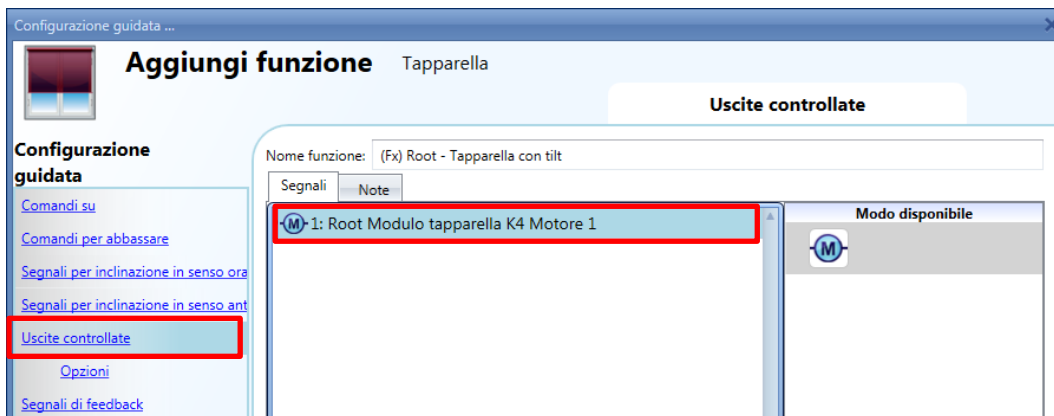 Configurazione guidata ...
Aggiungi funzione Tapparella
Uscite controllate
Configurazione
guidata
Comandi su
Comandi per abbassare
Segnali per inclinazione in senso ora
Segnali per inclinazione in senso ant
Uscite controllate
Opzioni
Segnali di feedback
Nome funzione: (Fx) Root - Tapparella con tilt
Segnali Note
M 1: Root Modulo tapparella K4 Motore 1
Modo disponibile
M